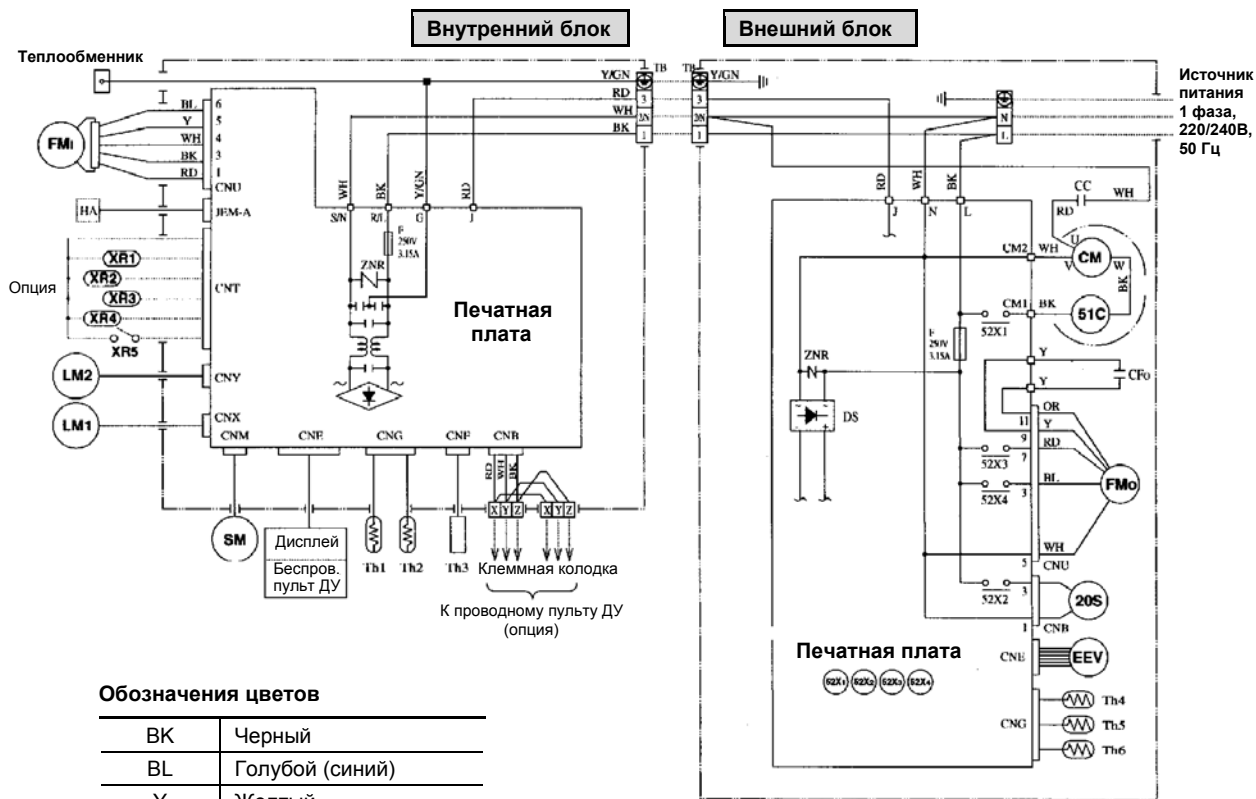 Внутренний блок
Внешний блок
Теплообменник
Y/GN
TB
TB
Y/GN
Источник
питания
1 фаза,
220/240В,
50 Гц
RD
3
3
WH
2N
2N
N
BK
1
1
L
BL
6
Y
5
WH
4
BK
3
RD
1
FMI
CNU
HA
JEM-A
WH
BK
Y/GN
RD
S/N
R/L
G
J
F
250V
3.15A
ZNR
Печатная
плата
XR1
XR2
XR3
XR4
XR5
Опция
CNT
LM2
CNY
LM1
CNX
CNM
CNE
CNG
CNF
CNB
RD
WH
BK
X
Y
Z
X
Y
Z
SM
Дисплей
Беспров.
пульт ДУ
Th1
Th2
Th3
Клеммная колодка
К проводному пульту ДУ
(опция)
RD
WH
BK
J
N
L
CC
WH
RD
U
CM2
WH
V
CM
W
BK
CM1
BK
51C
52X1
F
250V
3.15A
ZNR
DS
Y
Y
CFo
OR
11
Y
9
RD
7
52X3
BL
3
52X4
FMo
WH
5
CNU
52X2
3
20S
1
CNB
Печатная плата
52X1
52X2
52X3
52X4
CNE
EEV
CNG
Th4
Th5
Th6
Обозначения цветов
BK
Черный
BL
Голубой (синий)